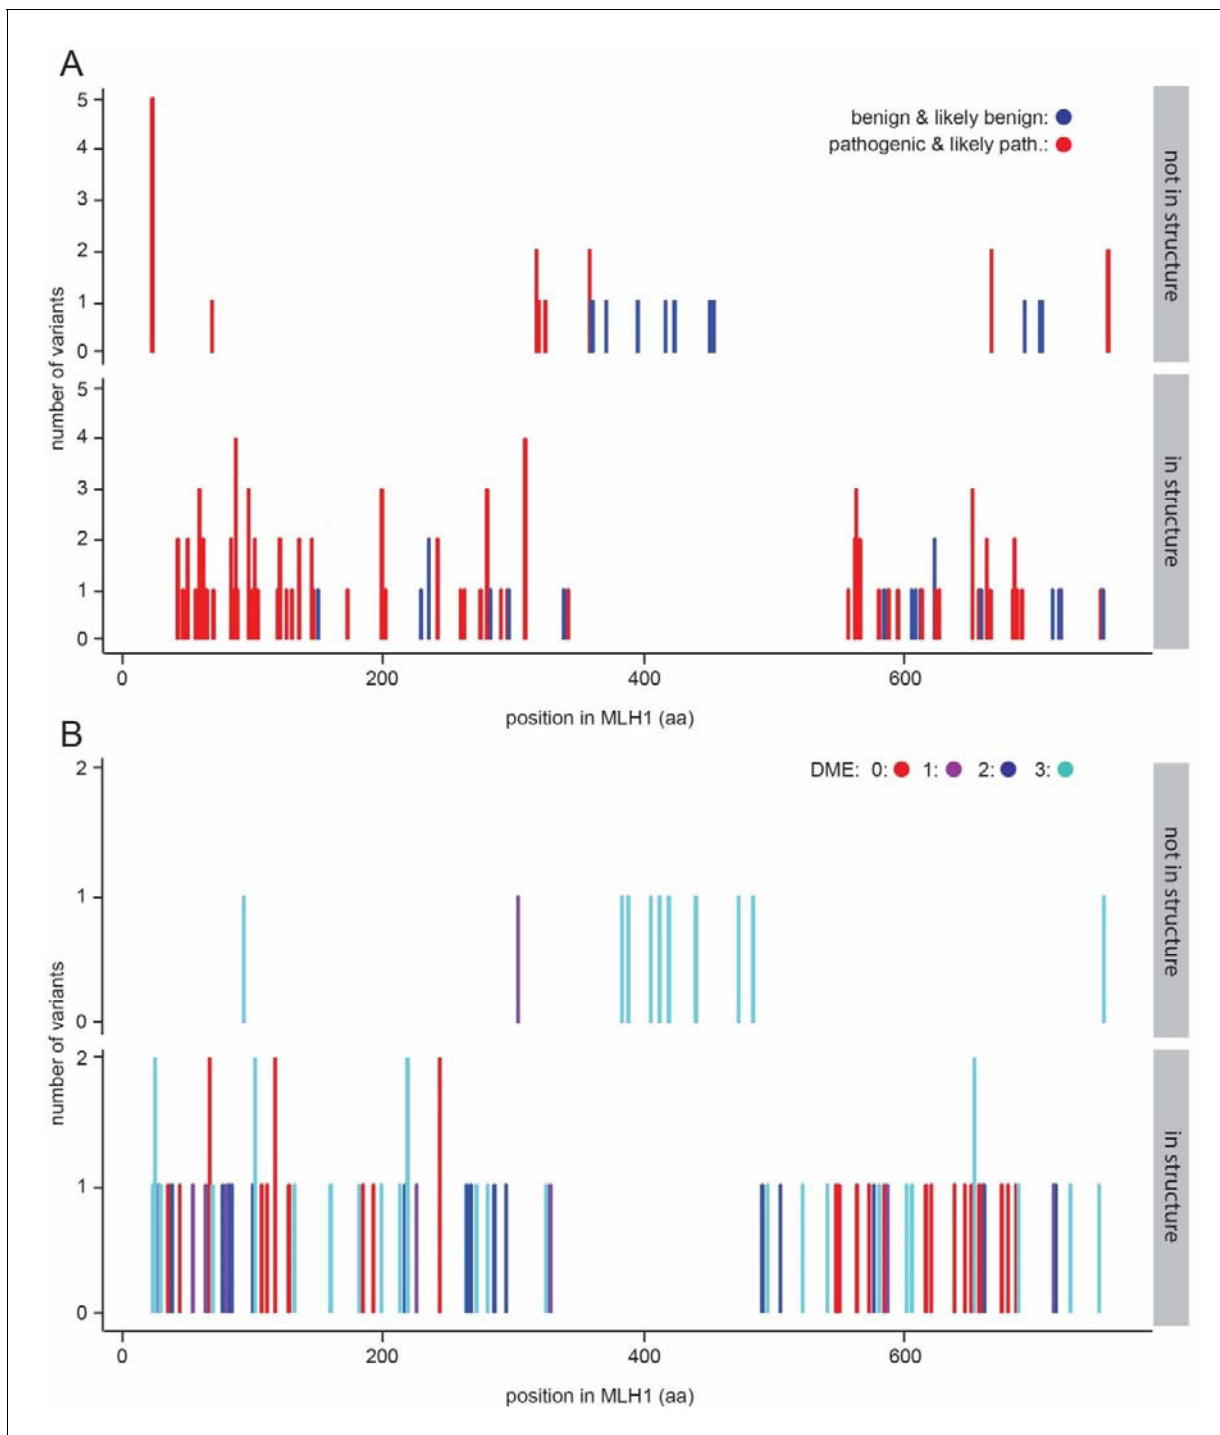 A
5
4
3
2
1
0
benign & likely benign:
pathogenic & likely path.:
not in structure
number of variants
5
4
3
2
1
0
in structure
0 200 400 600
position in MLH1 (aa)
B
2
1
0
DME: 0: 1: 2: 3:
not in structure
number of variants
2
1
0
in structure
0 200 400 600
position in MLH1 (aa)